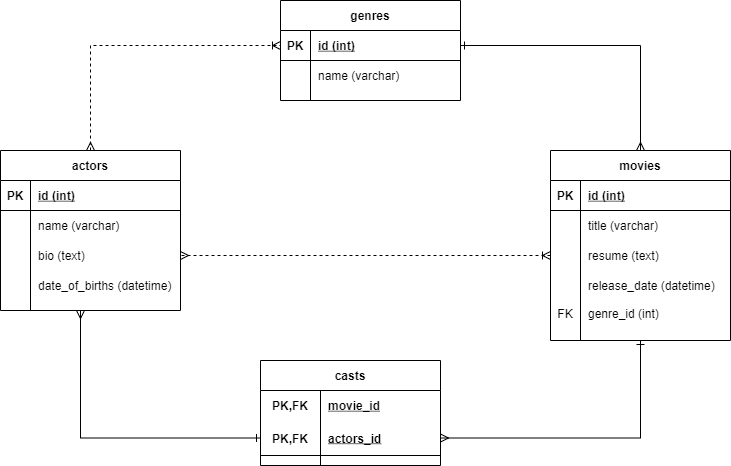 genres
PK id (int)
name (varchar)
actors
PK id (int)
name (varchar)
bio (text)
date_of_births (datetime)
movies
PK id (int)
title (varchar)
resume (text)
release_date (datetime)
FK genre_id (int)
casts
PK,FK movie_id
PK,FK actors_id